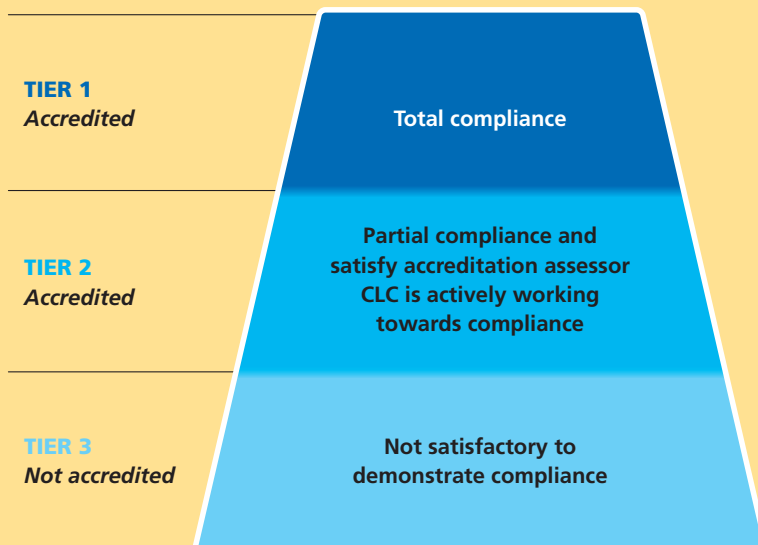 TIER 1
Accredited
Total compliance
TIER 2
Accredited
Partial compliance and
satisfy accreditation assessor
CLC is actively working
towards compliance
TIER 3
Not accredited
Not satisfactory to
demonstrate compliance